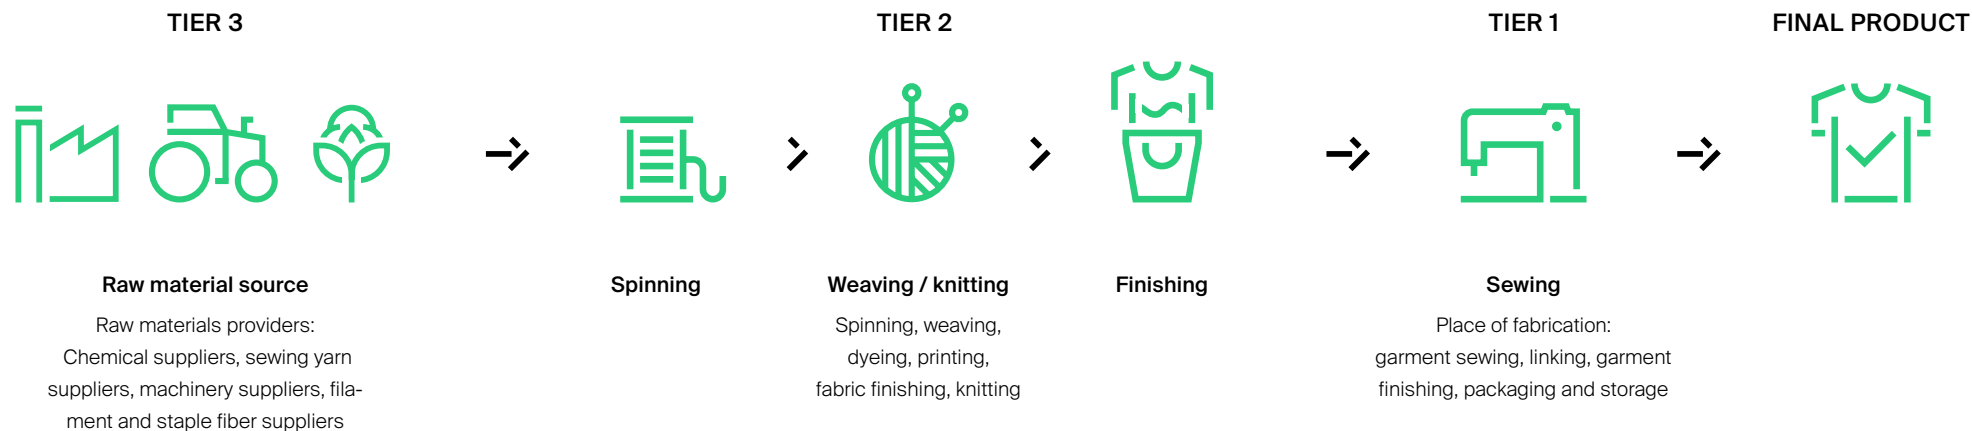 TIER 3
TIER 2
TIER 1
FINAL PRODUCT
Raw material source
Raw materials providers:
Chemical suppliers, sewing yarn
suppliers, machinery suppliers, fila-
ment and staple fiber suppliers
Spinning
Weaving / knitting
Spinning, weaving,
dyeing, printing,
fabric finishing, knitting
Finishing
Sewing
Place of fabrication:
garment sewing, linking, garment
finishing, packaging and storage